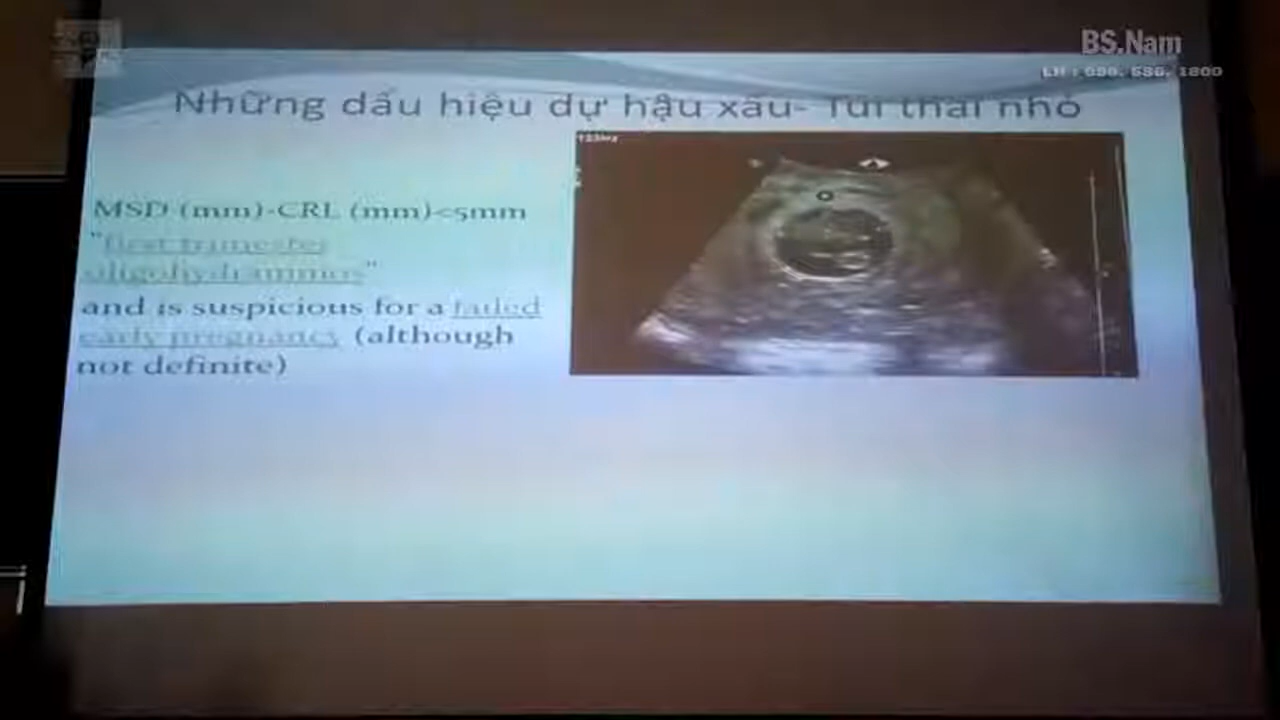 BS.Nam
Những dấu hiệu dự hậu xấu- Túi thai nhỏ
MSD (mm)-CRL (mm)<5mm
"first trimester
oligohydramnios"
and is suspicious for a failed
early pregnancy (although
not definite)